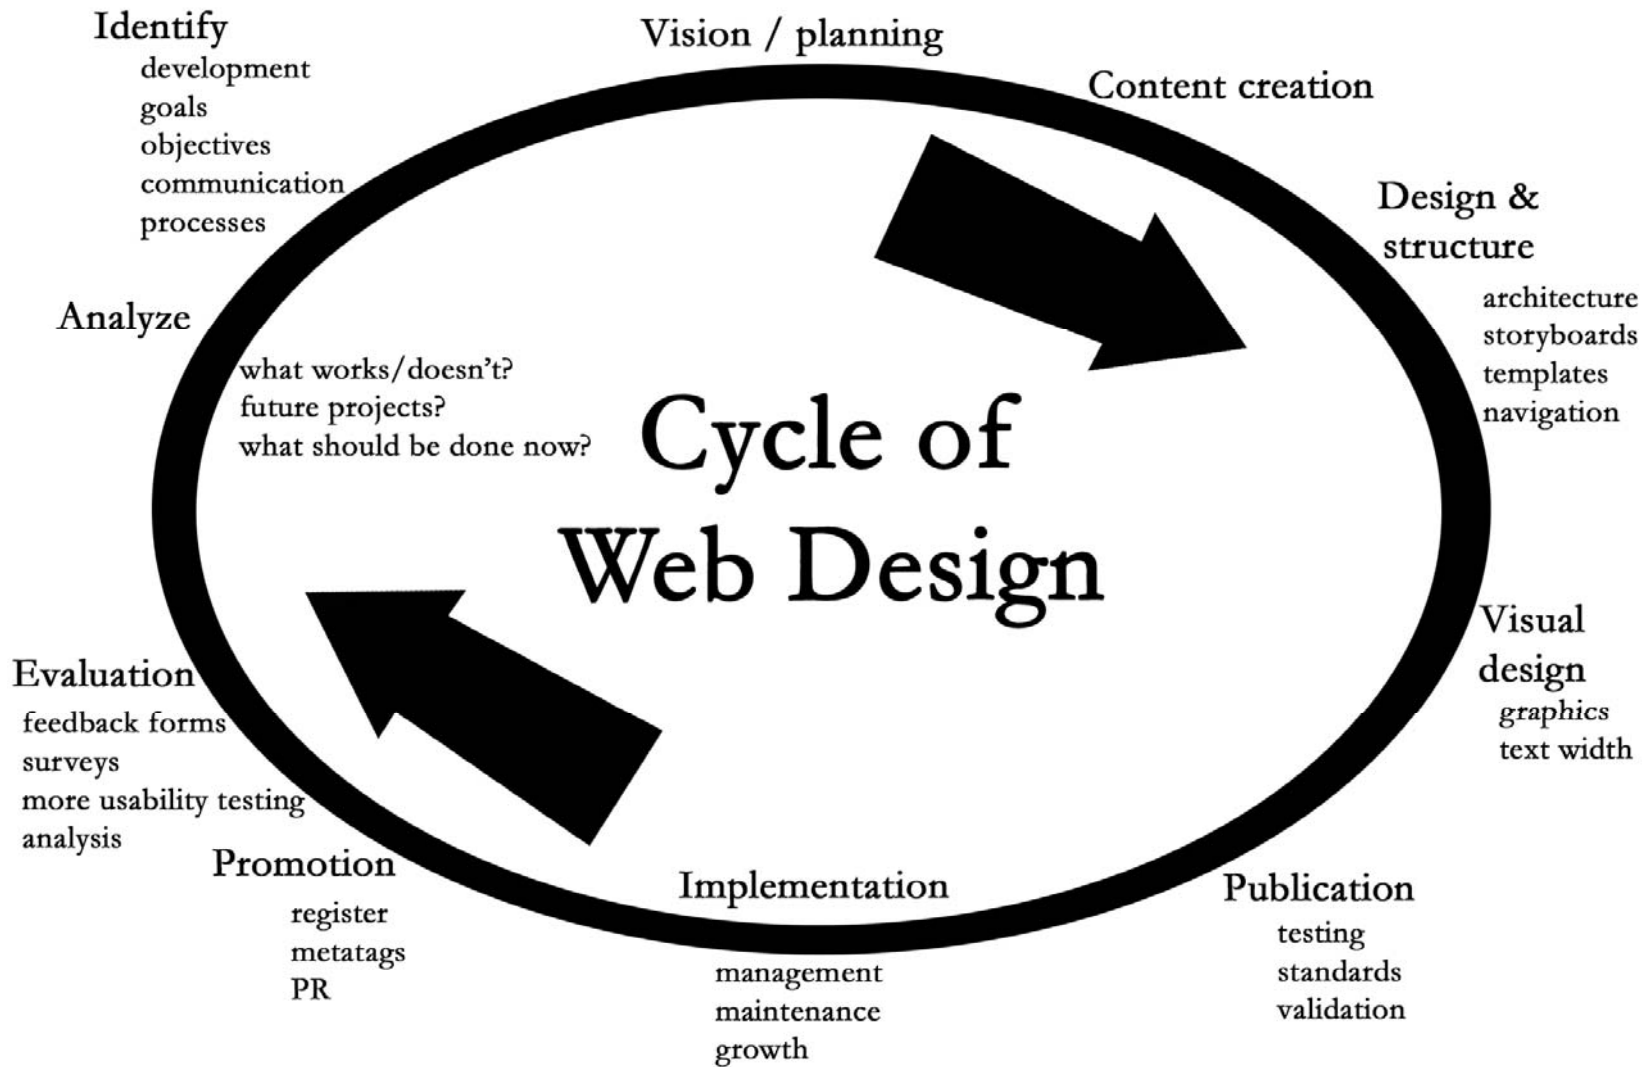 Identify
development
goals
objectives
communication
processes
Vision / planning
Content creation
Design &
structure
architecture
storyboards
templates
navigation
Analyze
what works/doesn't?
future projects?
what should be done now?
Cycle of
Web Design
Visual
design
graphics
text width
Evaluation
feedback forms
surveys
more usability testing
analysis
Promotion
register
metatags
PR
Implementation
management
maintenance
growth
Publication
testing
standards
validation